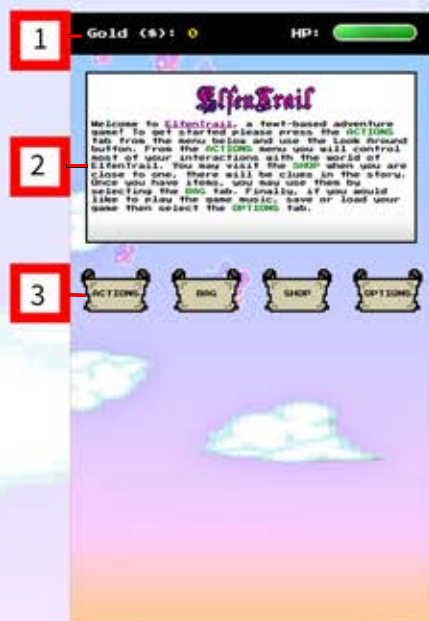 1
Gold ($): 0 HP:
ElfenTrail
2
Welcome to ElfenTrail, a text-based adventure
game! To get started please press the ACTIONS
tab from the menu below and use the Look Around
button. From the ACTIONS menu you will control
most of your interactions with the world of
ElfenTrail. You may visit the SHOP when you are
close to one, there will be clues in the story.
Once you have items, you may use them by
selecting the BAG tab. Finally, if you would
like to play the game music, save or load your
game then select the OPTIONS tab.
3
ACTIONS BAG SHOP OPTIONS